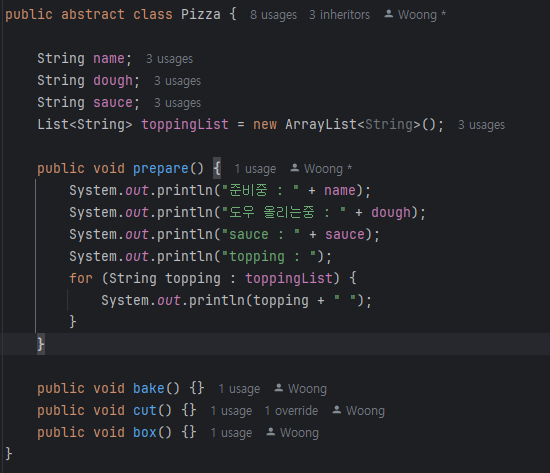 public abstract class Pizza {  8 usages  3 inheritors  Woong *
String name;  3 usages
String dough;  3 usages
String sauce;  3 usages
List<String> toppingList = new ArrayList<String>();  3 usages
public void prepare() {  1 usage  Woong *
System.out.println("준비중 : " + name);
System.out.println("도우 올리는중 : " + dough);
System.out.println("sauce : " + sauce);
System.out.println("topping : ");
for (String topping : toppingList) {
System.out.println(topping + " ");
}
}
public void bake() {}  1 usage  Woong
public void cut() {}  1 usage  1 override  Woong
public void box() {}  1 usage  Woong
}